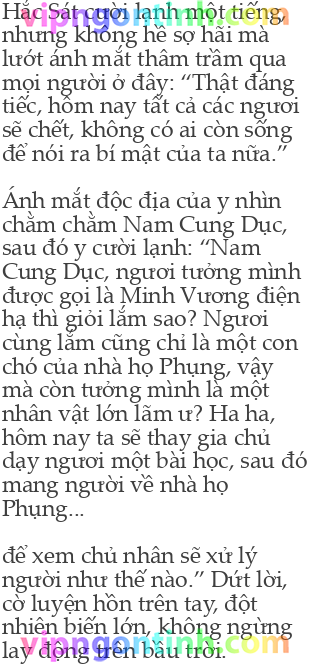 Hắc Sát cười lạnh một tiếng,
nhưng không hề sợ hãi mà
lướt ánh mắt thâm trầm qua
mọi người ở đây: “Thật đáng
tiếc, hôm nay tất cả các ngươi
sẽ chết, không có ai còn sống
để nói ra bí mật của ta nữa.”
Ánh mắt độc địa của y nhìn
chằm chằm Nam Cung Dục,
sau đó y cười lạnh: “Nam
Cung Dục, ngươi tưởng mình
được gọi là Minh Vương điện
hạ thì giỏi lắm sao? Ngươi
cùng lắm cũng chi là một con
chó của nhà họ Phụng, vậy
mà còn tưởng mình là một
nhân vật lớn lãm ư? Ha ha,
hôm nay ta sẽ thay gia chủ
dạy ngươi một bài học, sau đó
mang người về nhà họ
Phụng...
để xem chủ nhân sẽ xử lý
người như thế nào.” Dứt lời,
cờ luyện hồn trên tay, đột
nhiên biến lớn, không ngừng
lay động trên bầu trời.
vipngontinh.com
vipngontinh.com